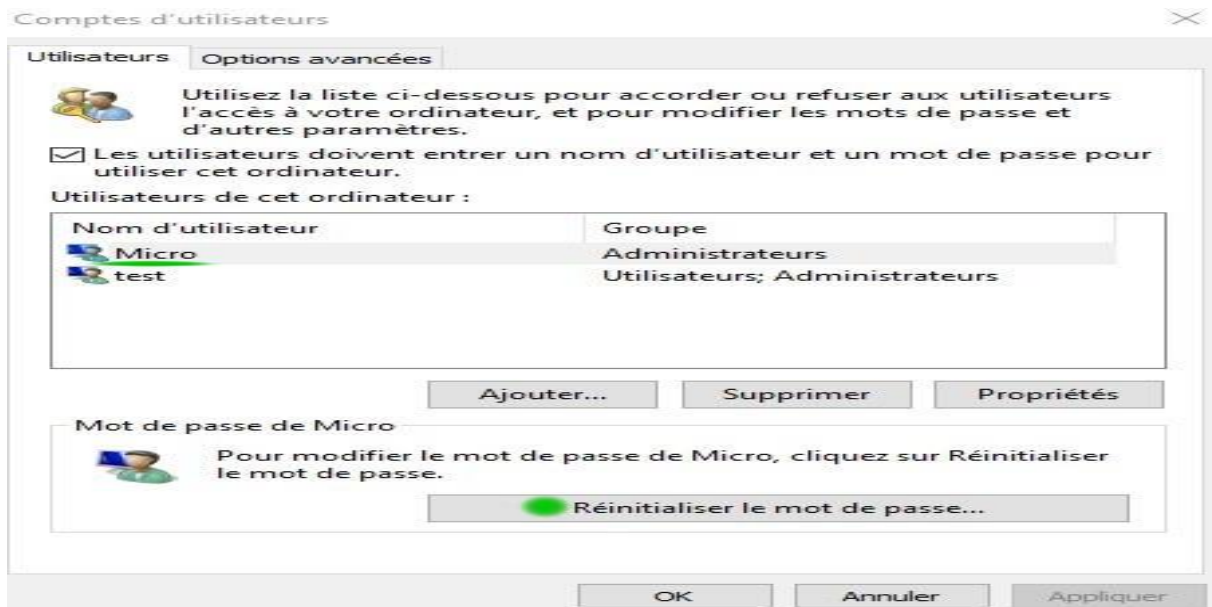 Comptes d'utilisateurs
Utilisateurs Options avancées
Utilisez la liste ci-dessous pour accorder ou refuser aux utilisateurs
l'accès à votre ordinateur, et pour modifier les mots de passe et
d'autres paramètres.
Les utilisateurs doivent entrer un nom d'utilisateur et un mot de passe pour
utiliser cet ordinateur.
Utilisateurs de cet ordinateur :
Nom d'utilisateur Groupe
Micro Administrateurs
test Utilisateurs; Administrateurs
Ajouter... Supprimer Propriétés
Mot de passe de Micro
Pour modifier le mot de passe de Micro, cliquez sur Réinitialiser
le mot de passe.
Réinitialiser le mot de passe...
OK Annuler Appliquer